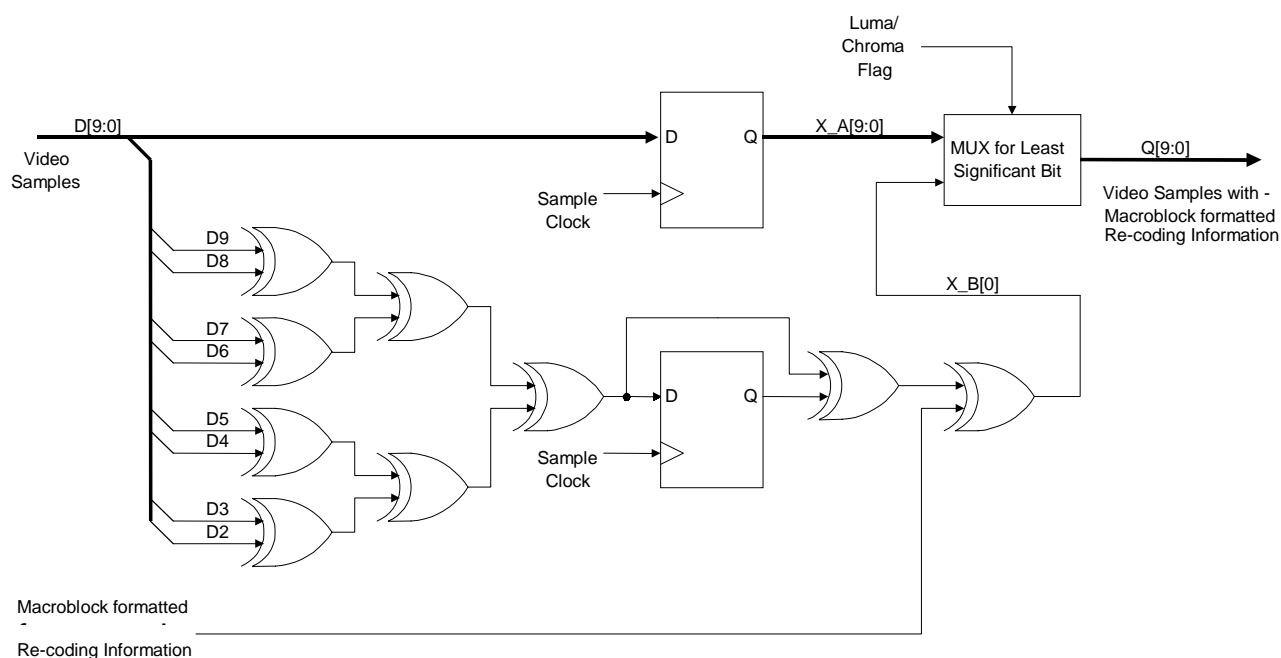 Luma/
Chroma
Flag
D[9:0]
Video
Samples
D
Q
X_A[9:0]
MUX for Least
Significant Bit
Q[9:0]
Sample
Clock
Video Samples with -
Macroblock formatted
Re-coding Information
D9
D8
X_B[0]
D7
D6
D
Q
D5
D4
Sample
Clock
D3
D2
Macroblock formatted
Re-coding Information